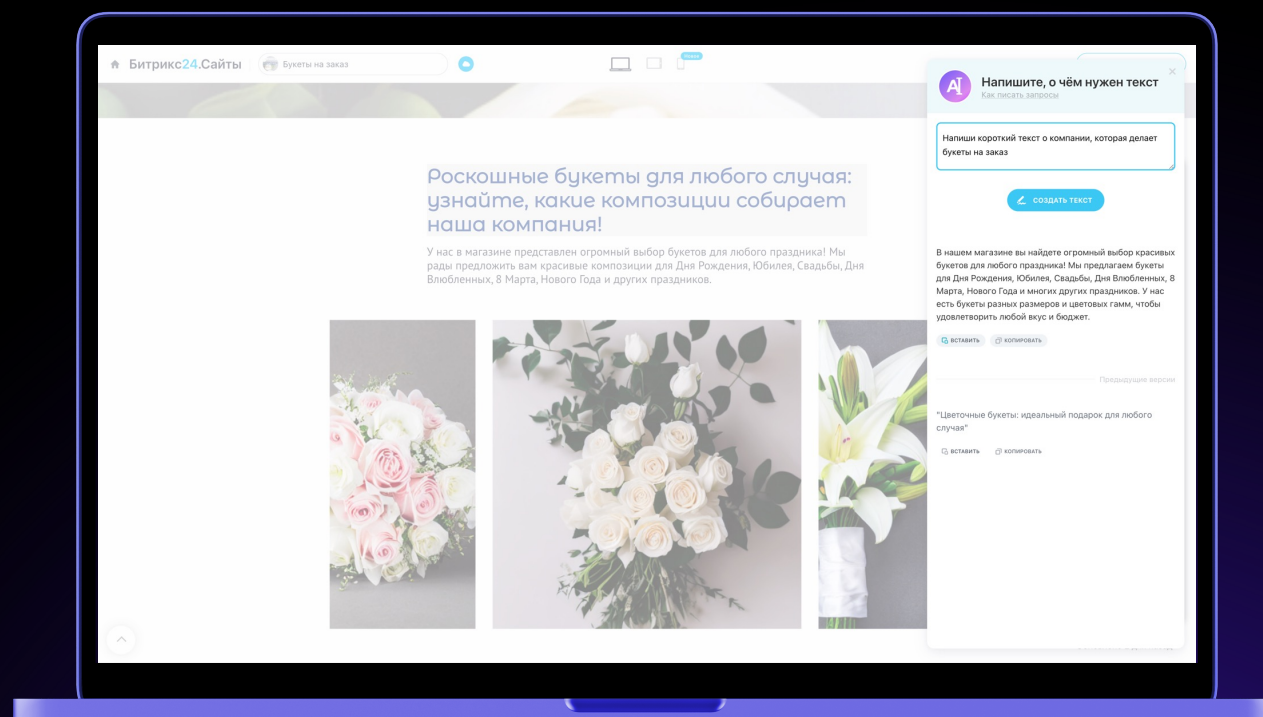 Битрикс24.Сайты
Букеты на заказ
Роскошные букеты для любого случая:
узнайте, какие композиции собирает
наша компания!
У нас в магазине представлен огромный выбор букетов для любого праздника! Мы
рады предложить вам красивые композиции для Дня Рождения, Юбилея, Свадьбы, Дня
Влюбленных, 8 Марта, Нового Года и других праздников.
AI
Напишите, о чём нужен текст
Как писать запросы
Напиши короткий текст о компании, которая делает
букеты на заказ
СОЗДАТЬ ТЕКСТ
В нашем магазине вы найдете огромный выбор красивых
букетов для любого праздника! Мы предлагаем букеты
для Дня Рождения, Юбилея, Свадьбы, Дня Влюбленных, 8
Марта, Нового Года и многих других праздников. У нас
есть букеты разных размеров и цветовых гамм, чтобы
удовлетворить любой вкус и бюджет.
ВСТАВИТЬ КОПИРОВАТЬ
Предыдущие версии
"Цветочные букеты: идеальный подарок для любого
случая"
ВСТАВИТЬ КОПИРОВАТЬ